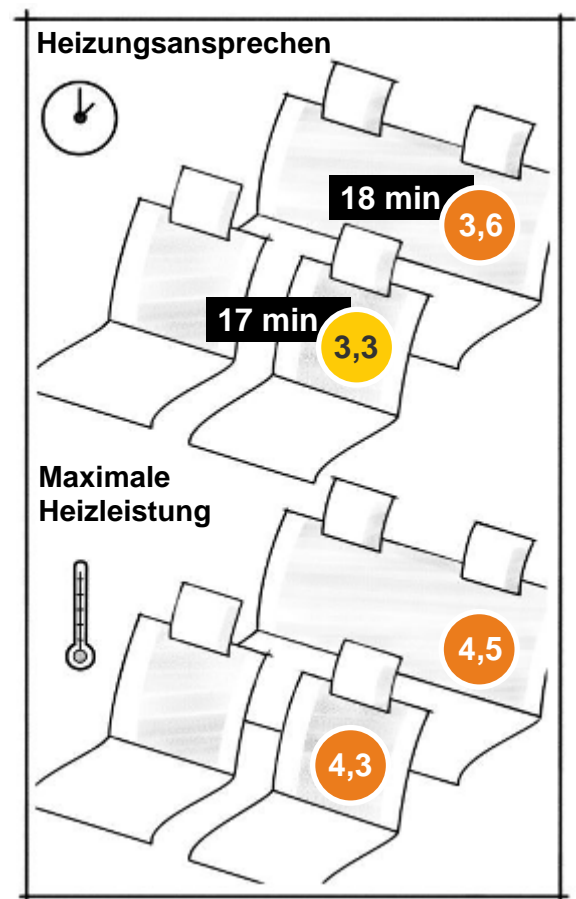 Heizungsansprechen
18 min
3,6
17 min
3,3
Maximale
Heizleistung
4,5
4,3